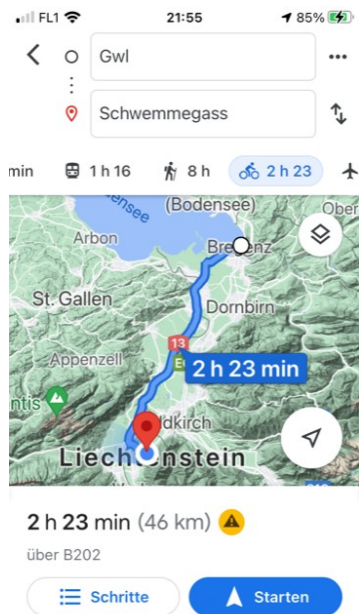 FL1 21:55 85%
Gwl
Schwemmegass
min 1 h 16 8 h 2 h 23
(Bodensee)
Arbon
Bregenz
St. Gallen
Dornbirn
Appenzell
13
2 h 23 min
Liechtenstein
2 h 23 min (46 km)
über B202
Schritte Starten